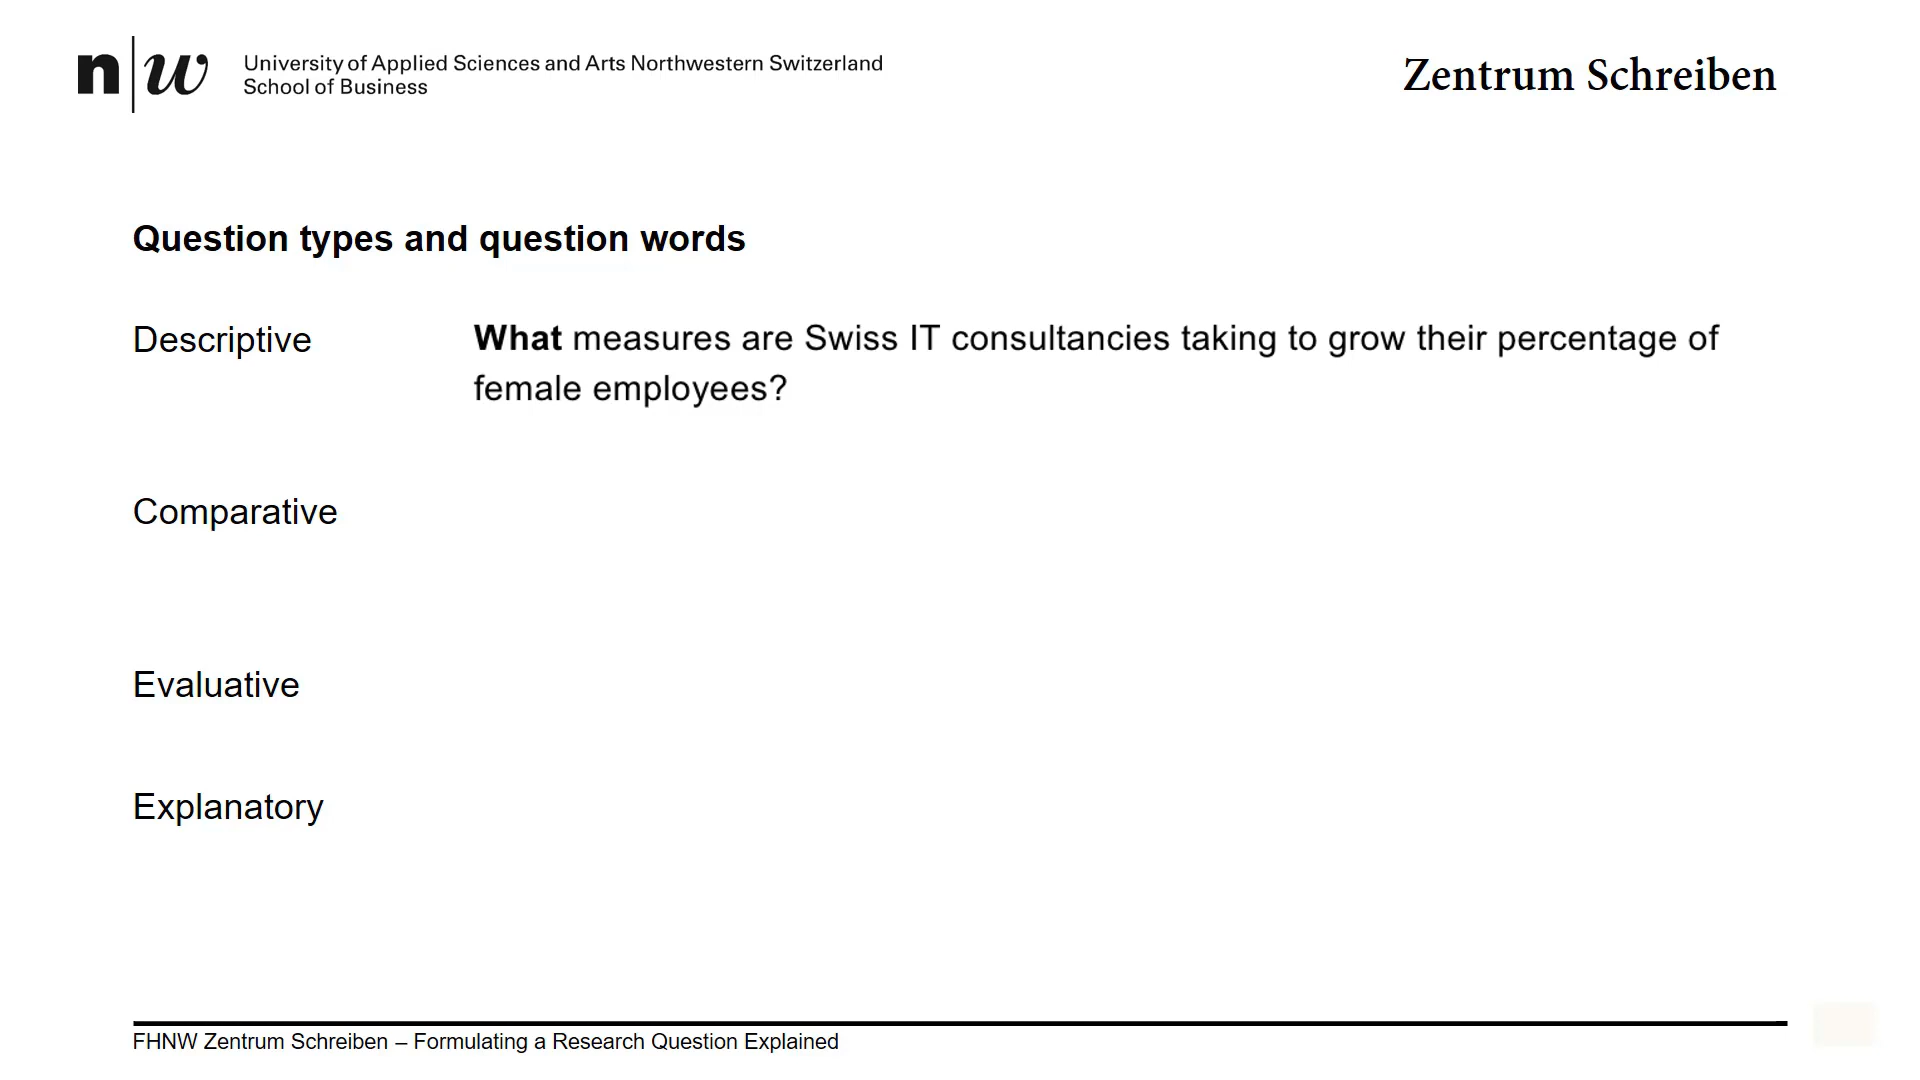 n|w University of Applied Sciences and Arts Northwestern Switzerland
School of Business
Zentrum Schreiben
Question types and question words
Descriptive What measures are Swiss IT consultancies taking to grow their percentage of
female employees?
Comparative
Evaluative
Explanatory
FHNW Zentrum Schreiben – Formulating a Research Question Explained